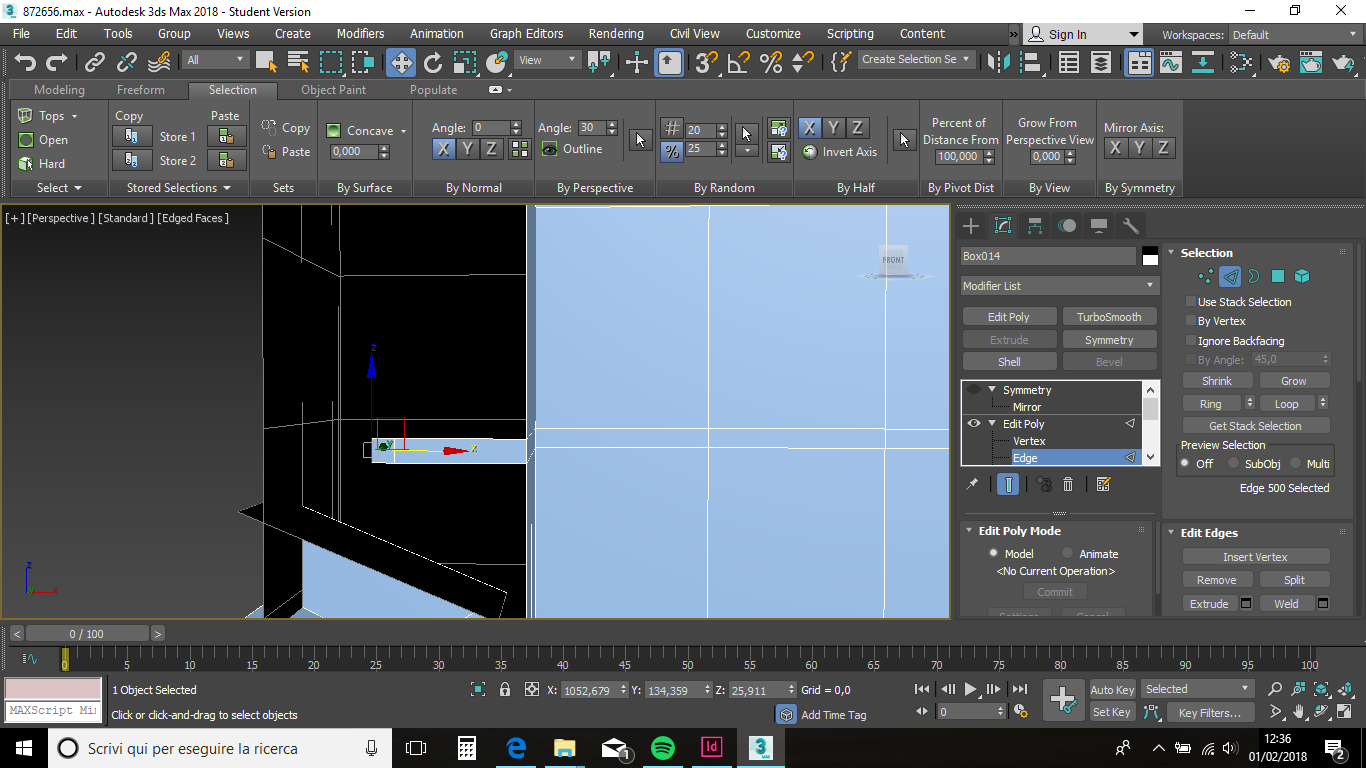 872656.max - Autodesk 3ds Max 2018 - Student Version
File Edit Tools Group Views Create Modifiers Animation Graph Editors Rendering Civil View Customize Scripting Content » Sign In Workspaces: Default
All View Create Selection Se
Modeling Freeform Selection Object Paint Populate
Tops Open Hard Select
Copy Paste Store 1 Store 2 Stored Selections
Copy Paste Sets
Concave 0,000 By Surface
Angle: 0 X Y Z By Normal
Angle: 30 Outline By Perspective
# 20 % 25 By Random
X Y Z Invert Axis By Half
Percent of Distance From 100,000 By Pivot Dist
Grow From Perspective View 0,000 By View
Mirror Axis: X Y Z By Symmetry
[+] [Perspective] [Standard] [Edged Faces]
FRONT
z
y
x
z
x
Box014
Modifier List
Edit Poly TurboSmooth
Extrude Symmetry
Shell Bevel
Symmetry
Mirror
Edit Poly
Vertex
Edge
Edit Poly Mode
Model Animate
<No Current Operation>
Commit
Settings Cancel
Selection
Use Stack Selection
By Vertex
Ignore Backfacing
By Angle: 45,0
Shrink Grow
Ring Loop
Get Stack Selection
Preview Selection
Off SubObj Multi
Edge 500 Selected
Edit Edges
Insert Vertex
Remove Split
Extrude Weld
< 0 / 100 >
0 5 10 15 20 25 30 35 40 45 50 55 60 65 70 75 80 85 90 95 100
MAXScript Mi
1 Object Selected
Click or click-and-drag to select objects
X: 1052,679 Y: 134,359 Z: 25,911 Grid = 0,0
Add Time Tag
0
Auto Key Selected
Set Key Key Filters...
Scrivi qui per eseguire la ricerca
1
Id
3
MAX
12:36
01/02/2018
2